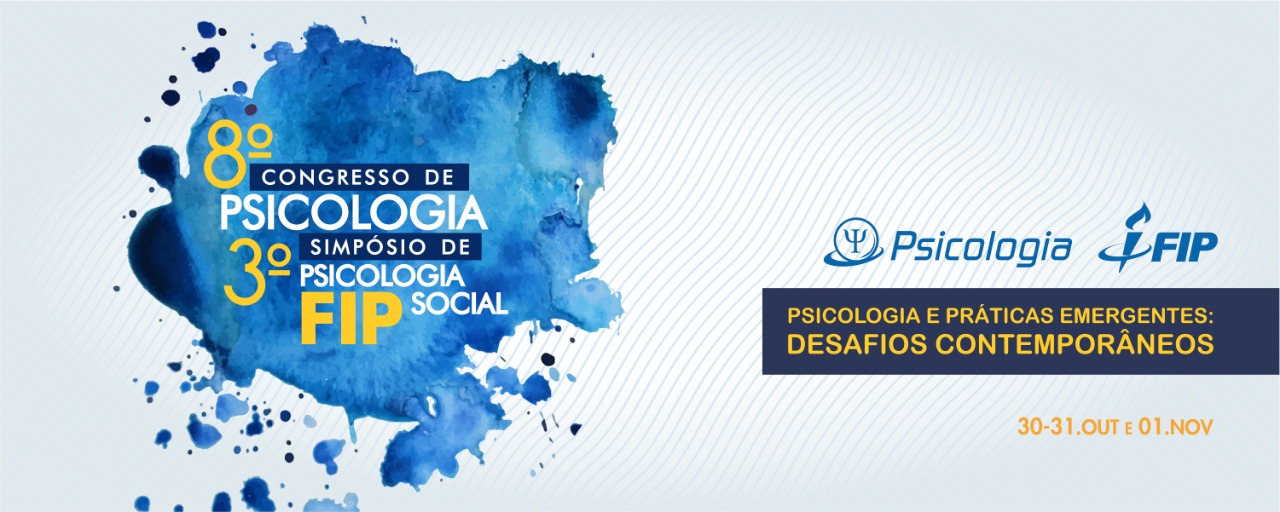 8º
CONGRESSO DE
PSICOLOGIA
3º
SIMPÓSIO DE
PSICOLOGIA
SOCIAL
FIP
Ψ Psicologia
FIP
PSICOLOGIA E PRÁTICAS EMERGENTES:
DESAFIOS CONTEMPORÂNEOS
30-31.OUT E 01.NOV